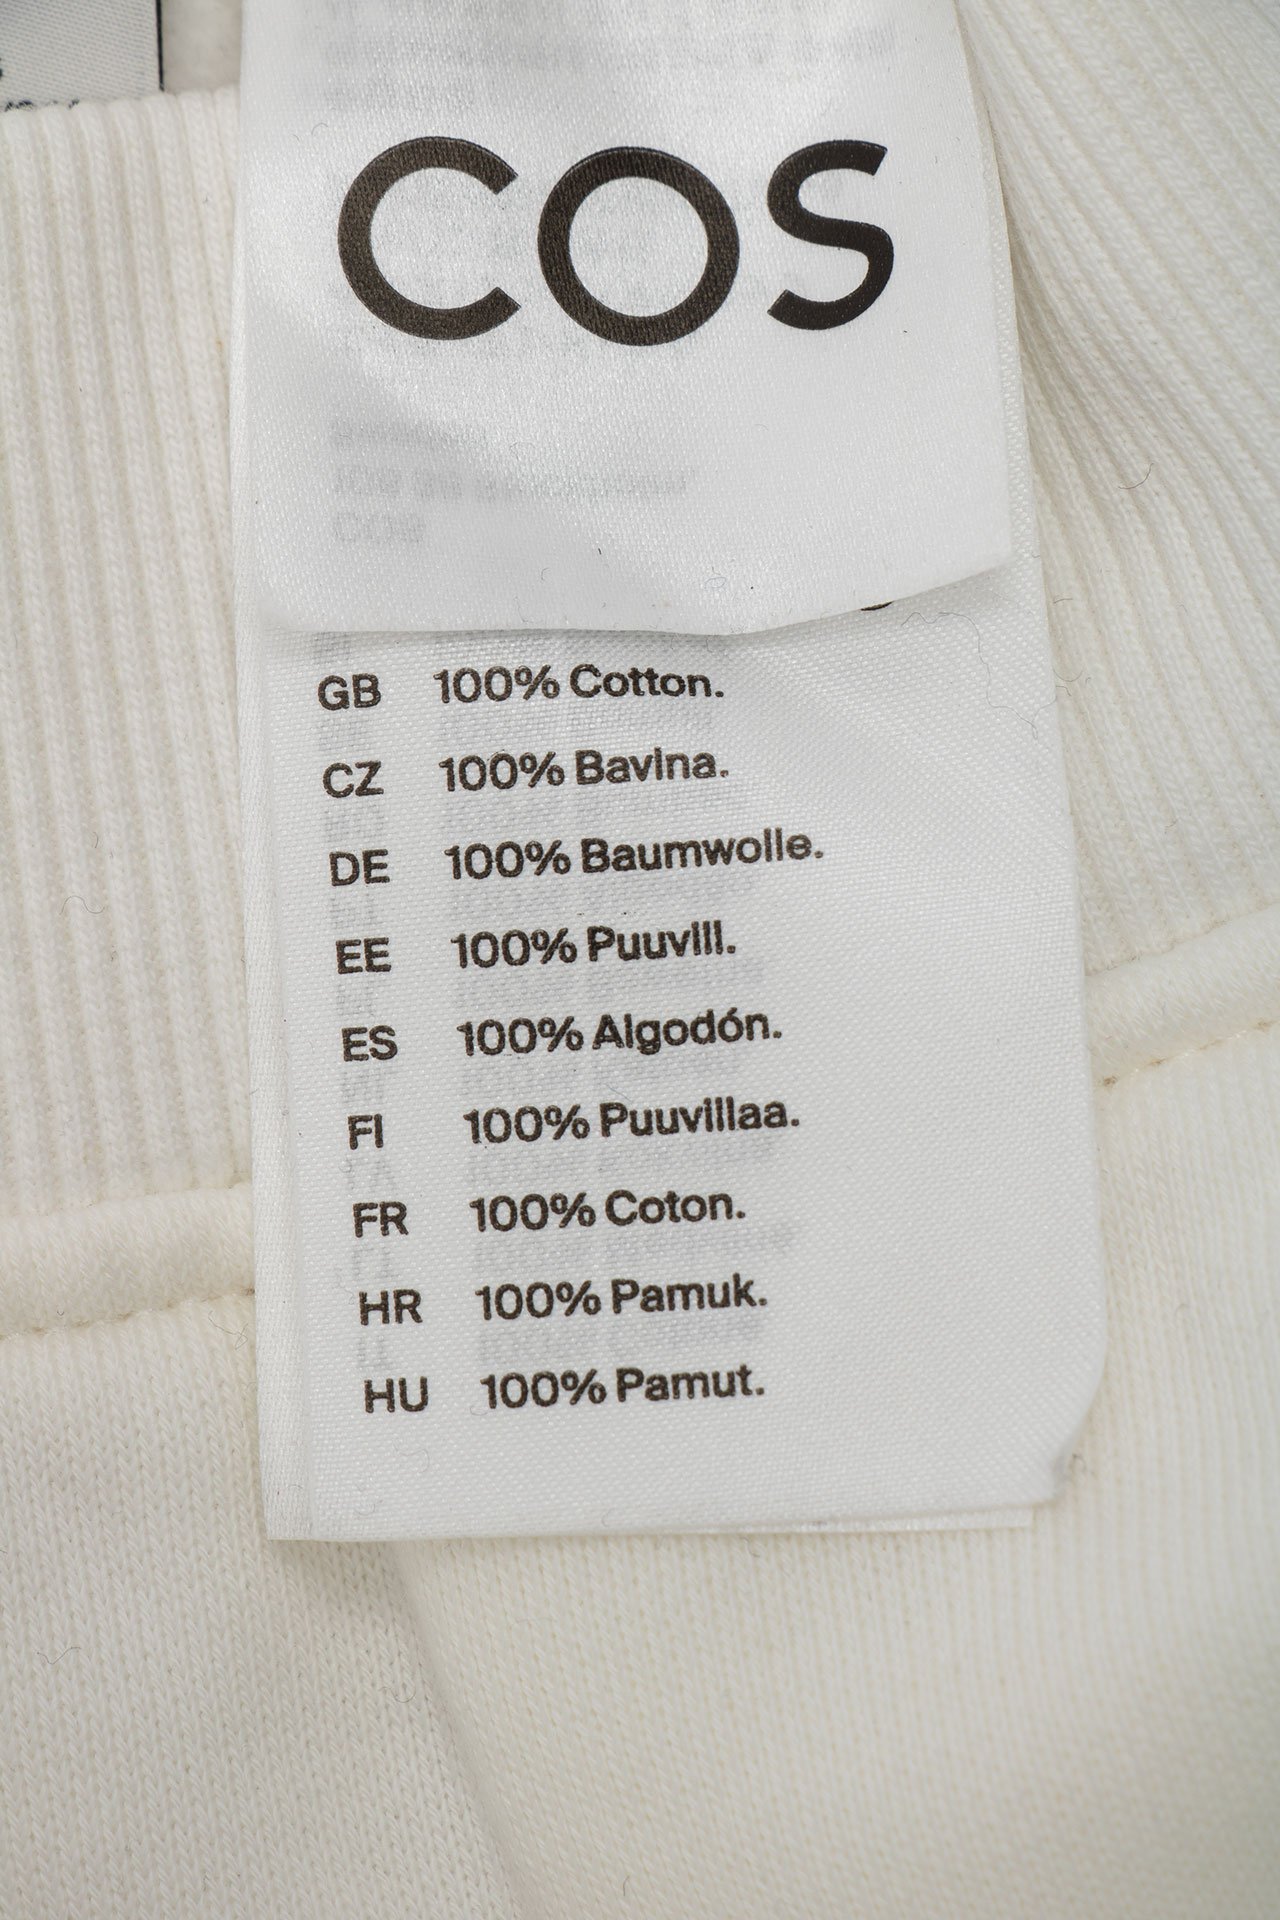 COS
GB 100% Cotton.
CZ 100% Bavlna.
DE 100% Baumwolle.
EE 100% Puuvill.
ES 100% Algodón.
FI 100% Puuvillaa.
FR 100% Coton.
HR 100% Pamuk.
HU 100% Pamut.